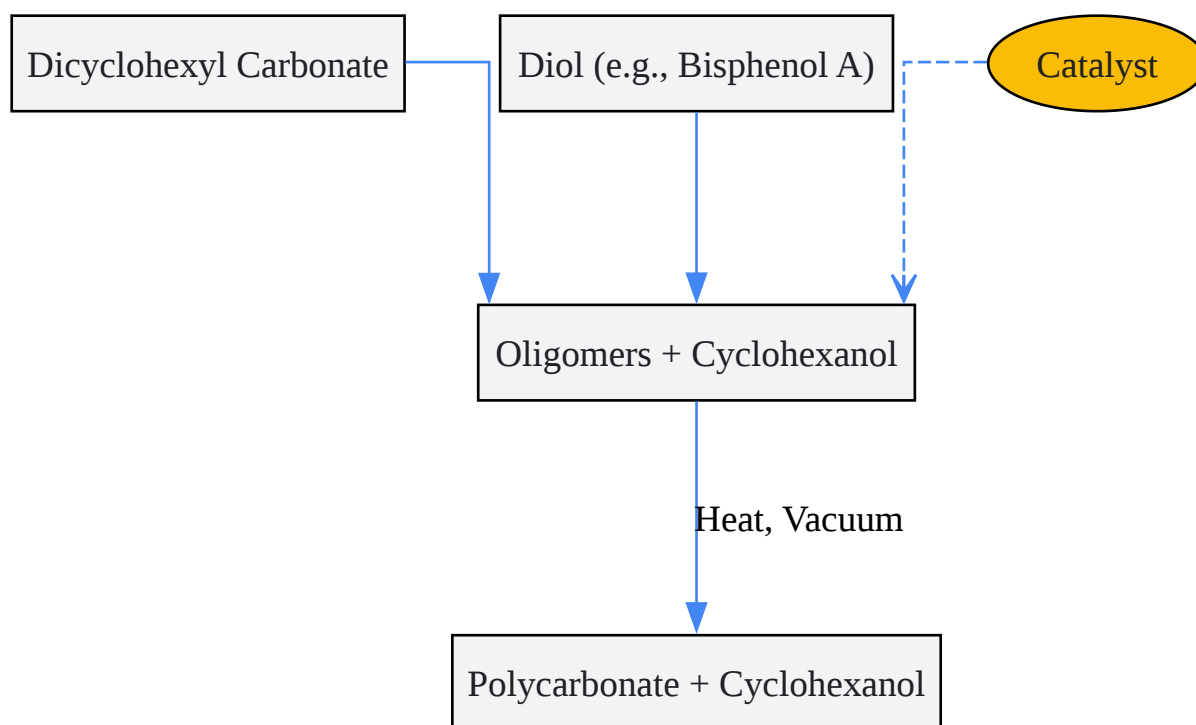 Dicyclohexyl Carbonate
Diol (e.g., Bisphenol A)
Catalyst
Oligomers + Cyclohexanol
Heat, Vacuum
Polycarbonate + Cyclohexanol